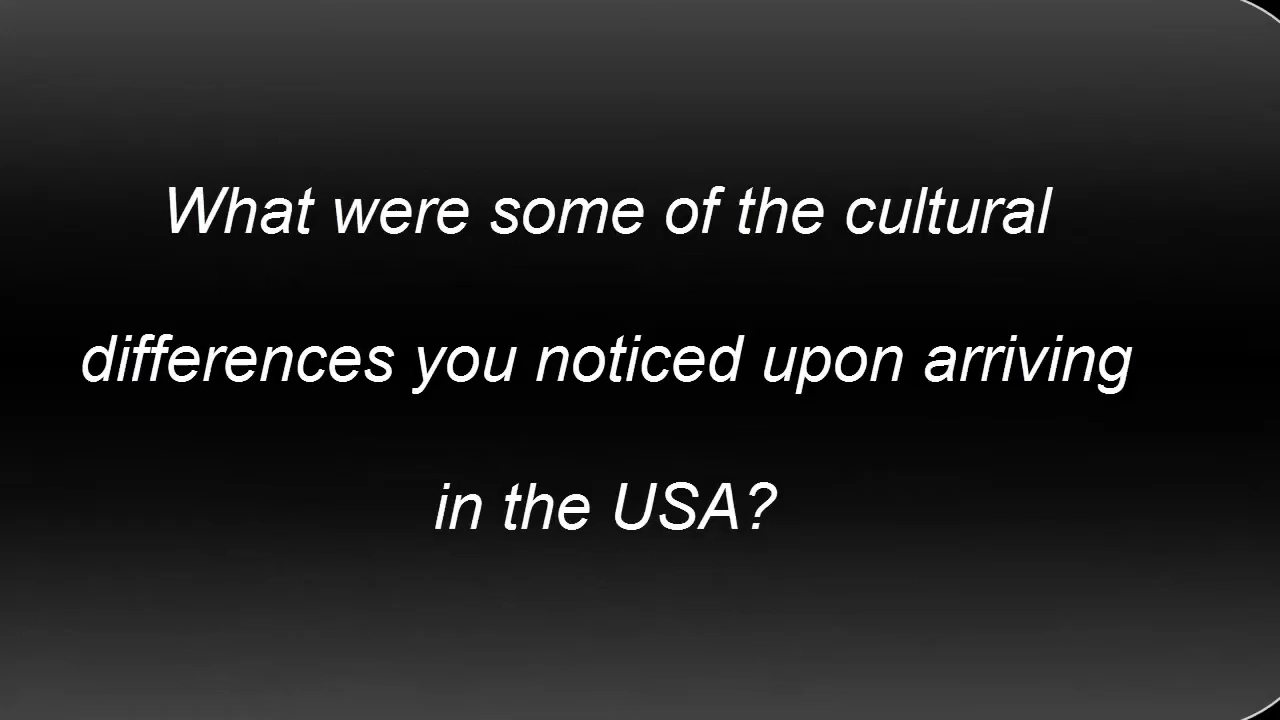 What were some of the cultural
differences you noticed upon arriving
in the USA?